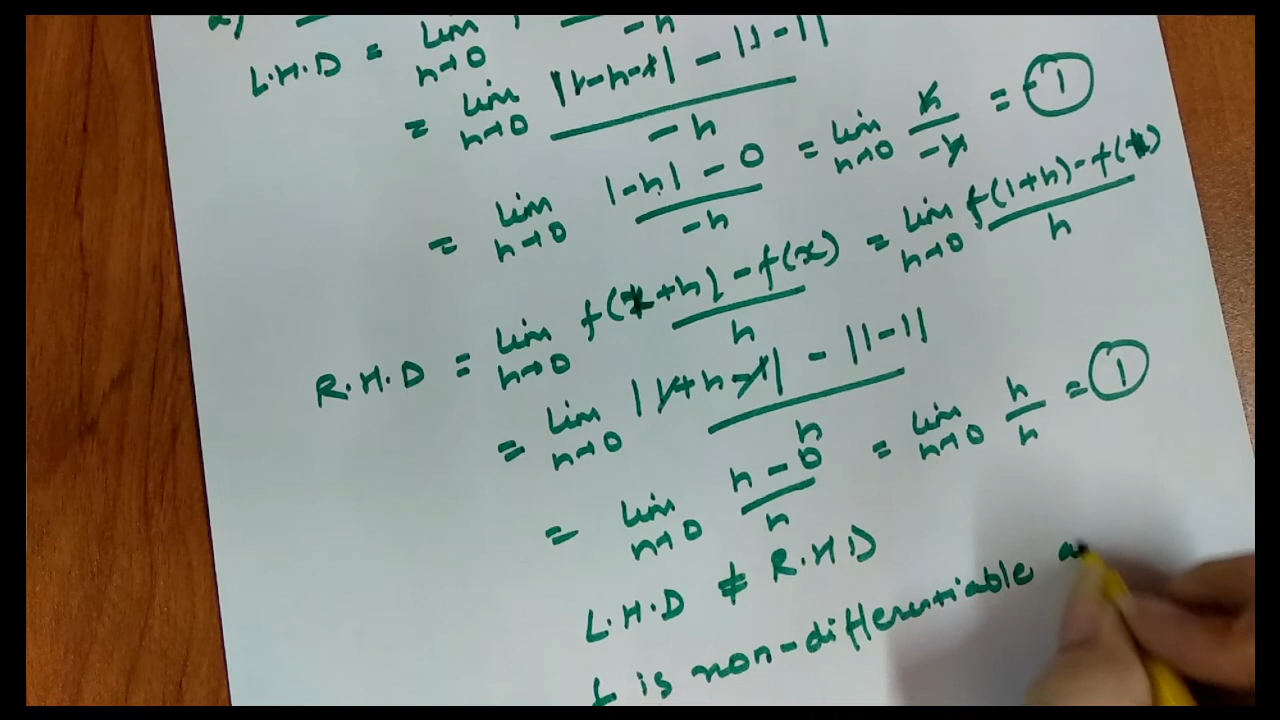 2)
L.H.D = lim h→0 -h
= lim h→0 |1-h-1| - |1-1| / -h
= lim h→0 |-h| - 0 / -h = lim h→0 h / -h = -1
R.H.D = lim h→0 f(x+h) - f(x) / h = lim h→0 f(1+h) - f(1) / h
= lim h→0 |1+h-1| - |1-1| / h
= lim h→0 h - 0 / h = lim h→0 h / h = 1
L.H.D ≠ R.H.D
f is non-differentiable a